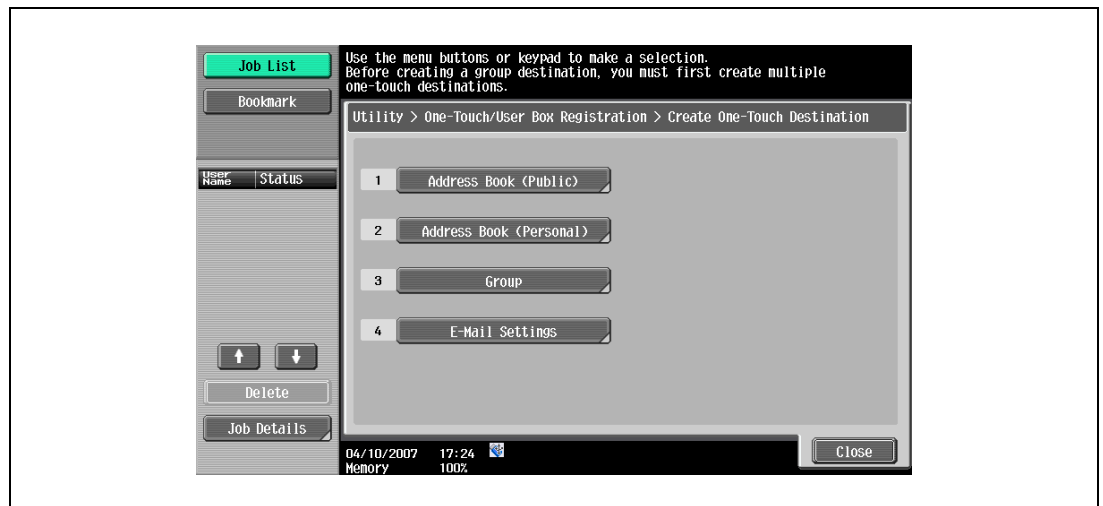 Job List
Bookmark
Use the menu buttons or keypad to make a selection.
Before creating a group destination, you must first create multiple
one-touch destinations.
Utility > One-Touch/User Box Registration > Create One-Touch Destination
User Name Status
1 Address Book (Public)
2 Address Book (Personal)
3 Group
4 E-Mail Settings
Delete
Job Details
04/10/2007 17:24
Memory 100%
Close